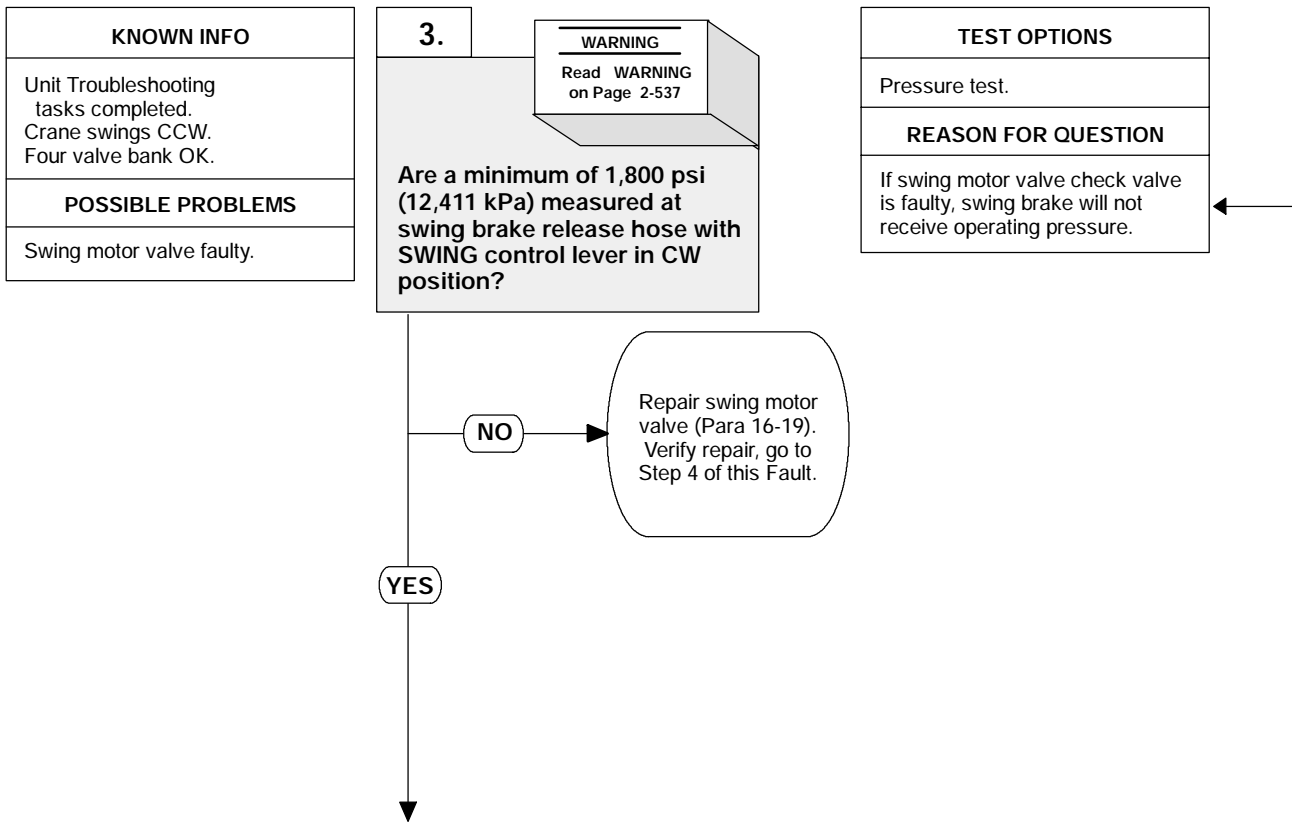 KNOWN INFO
Unit Troubleshooting
tasks completed.
Crane swings CCW.
Four valve bank OK.
POSSIBLE PROBLEMS
Swing motor valve faulty.
3.
WARNING
Read WARNING
on Page 2-537
Are a minimum of 1,800 psi
(12,411 kPa) measured at
swing brake release hose with
SWING control lever in CW
position?
TEST OPTIONS
Pressure test.
REASON FOR QUESTION
If swing motor valve check valve
is faulty, swing brake will not
receive operating pressure.
NO
Repair swing motor
valve (Para 16-19).
Verify repair, go to
Step 4 of this Fault.
YES